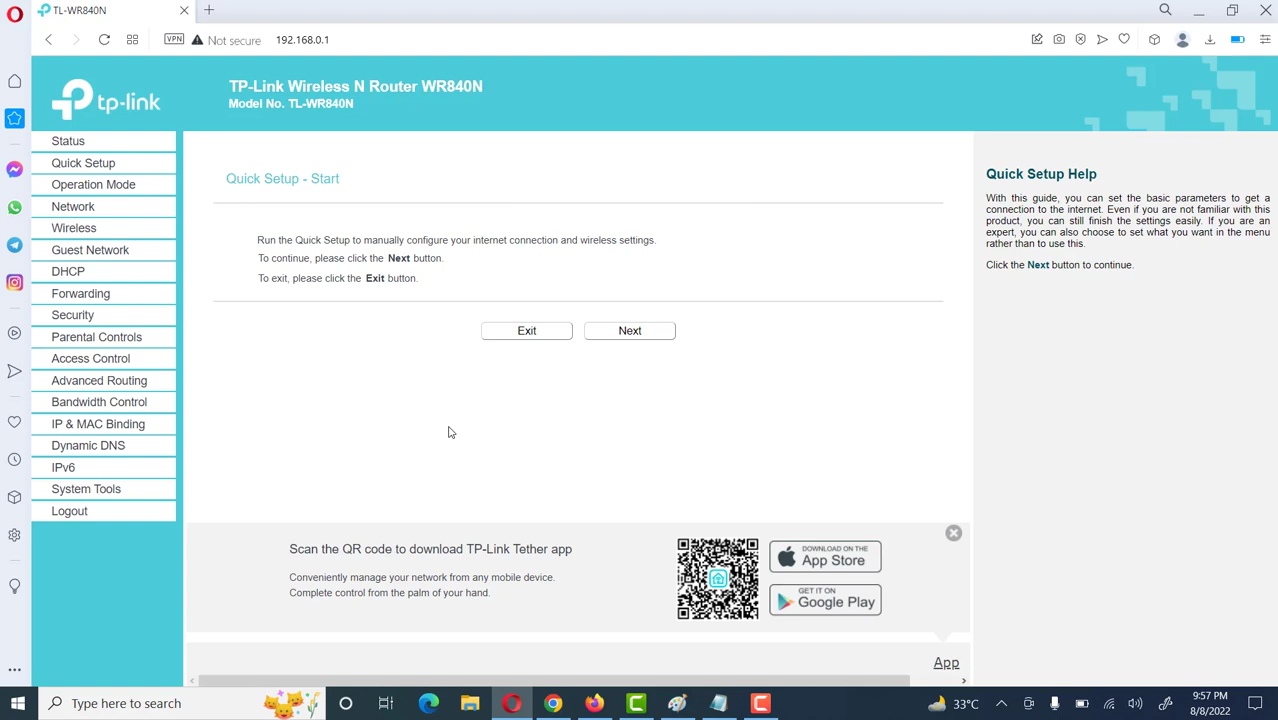 TL-WR840N
VPN
Not secure
192.168.0.1
tp-link
TP-Link Wireless N Router WR840N
Model No. TL-WR840N
Status
Quick Setup
Operation Mode
Network
Wireless
Guest Network
DHCP
Forwarding
Security
Parental Controls
Access Control
Advanced Routing
Bandwidth Control
IP & MAC Binding
Dynamic DNS
IPv6
System Tools
Logout
Quick Setup - Start
Run the Quick Setup to manually configure your internet connection and wireless settings.
To continue, please click the Next button.
To exit, please click the Exit button.
Exit
Next
Quick Setup Help
With this guide, you can set the basic parameters to get a
connection to the internet. Even if you are not familiar with this
product, you can still finish the settings easily. If you are an
expert, you can also choose to set what you want in the menu
rather than to use this.
Click the Next button to continue.
Scan the QR code to download TP-Link Tether app
Conveniently manage your network from any mobile device.
Complete control from the palm of your hand.
DOWNLOAD ON THE
App Store
GET IT ON
Google Play
App
Type here to search
33°C
9:57 PM
8/8/2022